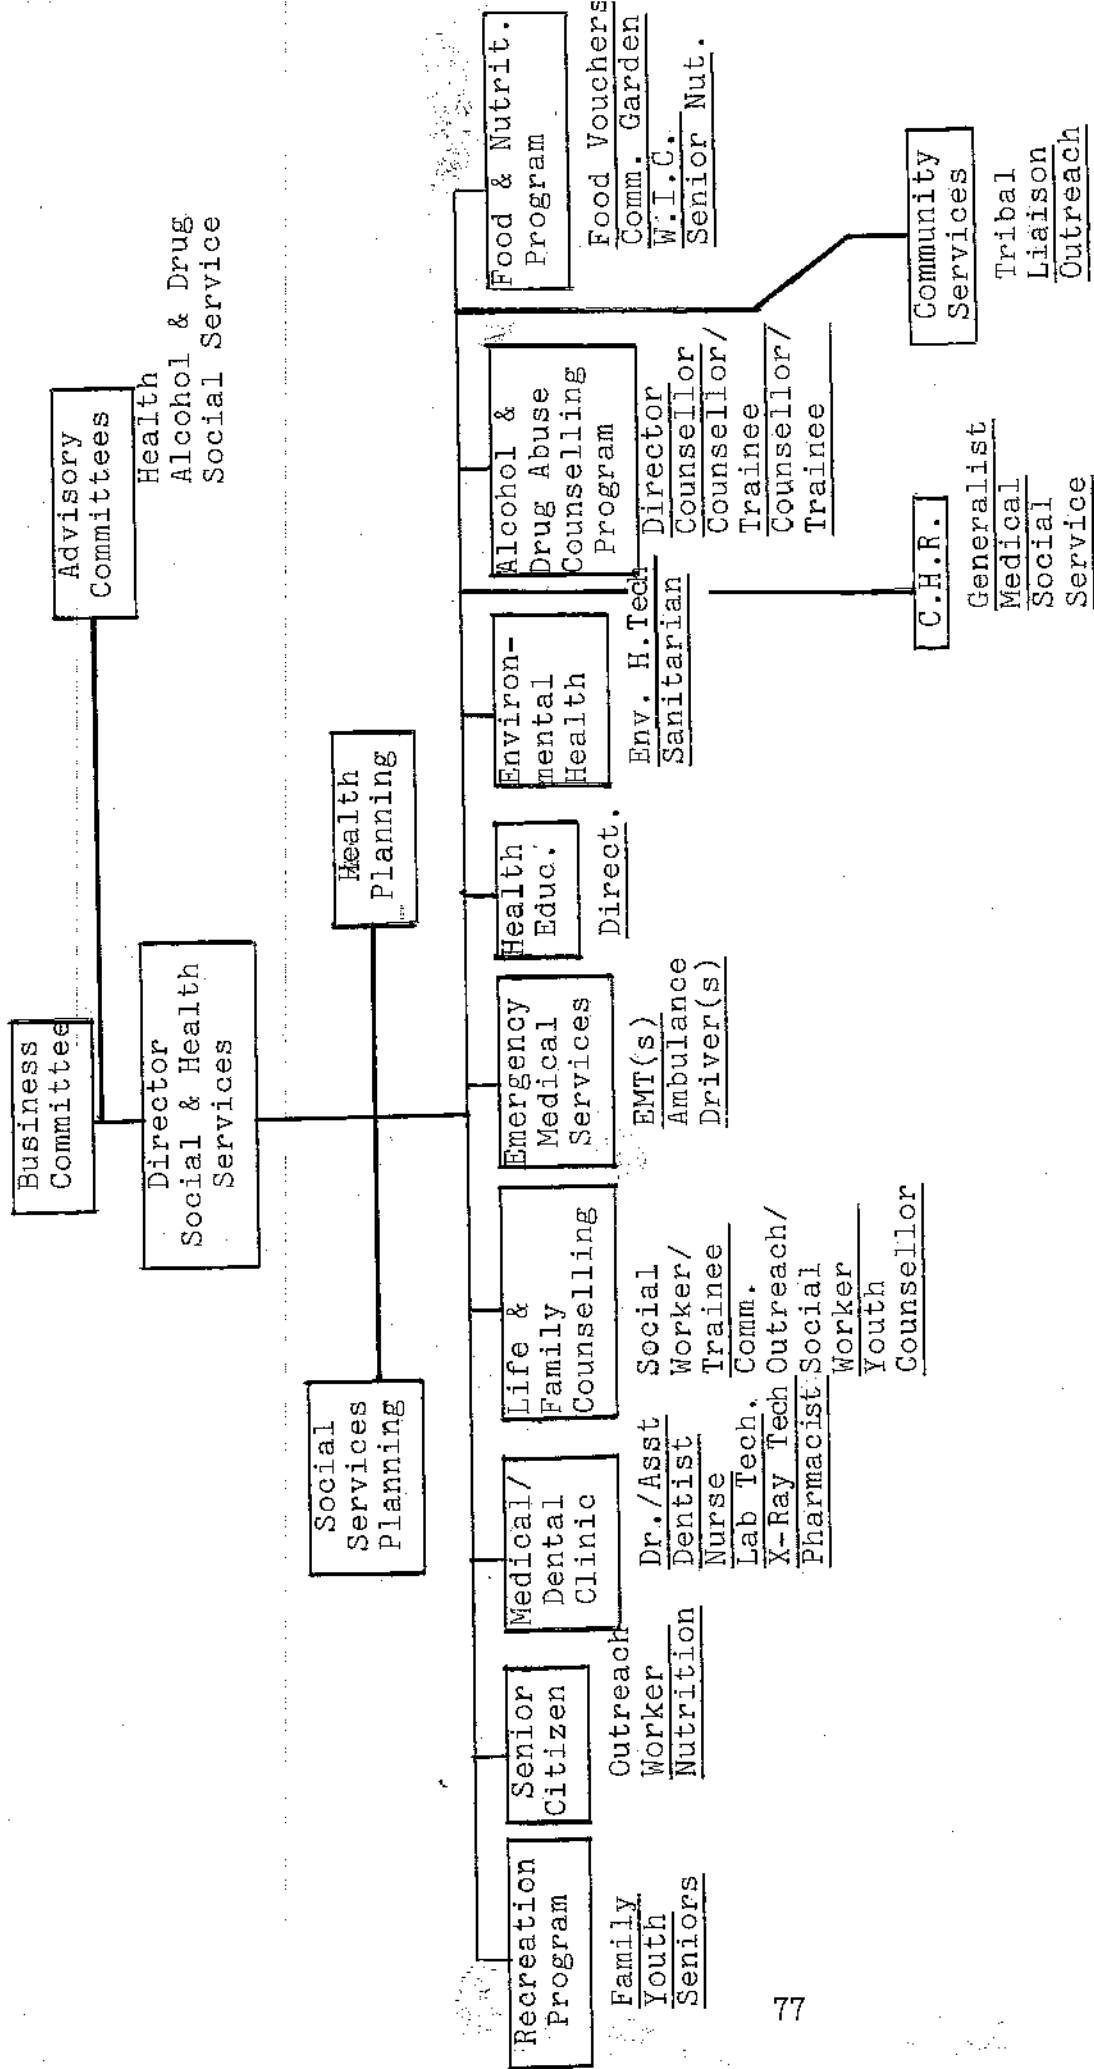 Business
Committee
Advisory
Committees
Health
Alcohol & Drug
Social Service
Director
Social & Health
Services
Social
Services
Planning
Health
Planning
Recreation
Program
Family
Youth
Seniors
Senior
Citizen
Outreach
Worker
Nutrition
Medical/
Dental
Clinic
Dr./Asst
Dentist
Nurse
Lab Tech.
X-Ray Tech
Pharmacist
Life &
Family
Counselling
Social
Worker/
Trainee
Comm.
Outreach/
Social
Worker
Youth
Counsellor
Emergency
Medical
Services
EMT(s)
Ambulance
Driver(s)
Health
Educ.
Direct.
Environ-
mental
Health
Env. H.Tech
Sanitarian
Alcohol &
Drug Abuse
Counselling
Program
Director
Counsellor
Counsellor/
Trainee
Counsellor/
Trainee
Food & Nutrit.
Program
Food Vouchers
Comm. Garden
W.I.C.
Senior Nut.
C.H.R.
Generalist
Medical
Social
Service
Community
Services
Tribal
Liaison
Outreach
77